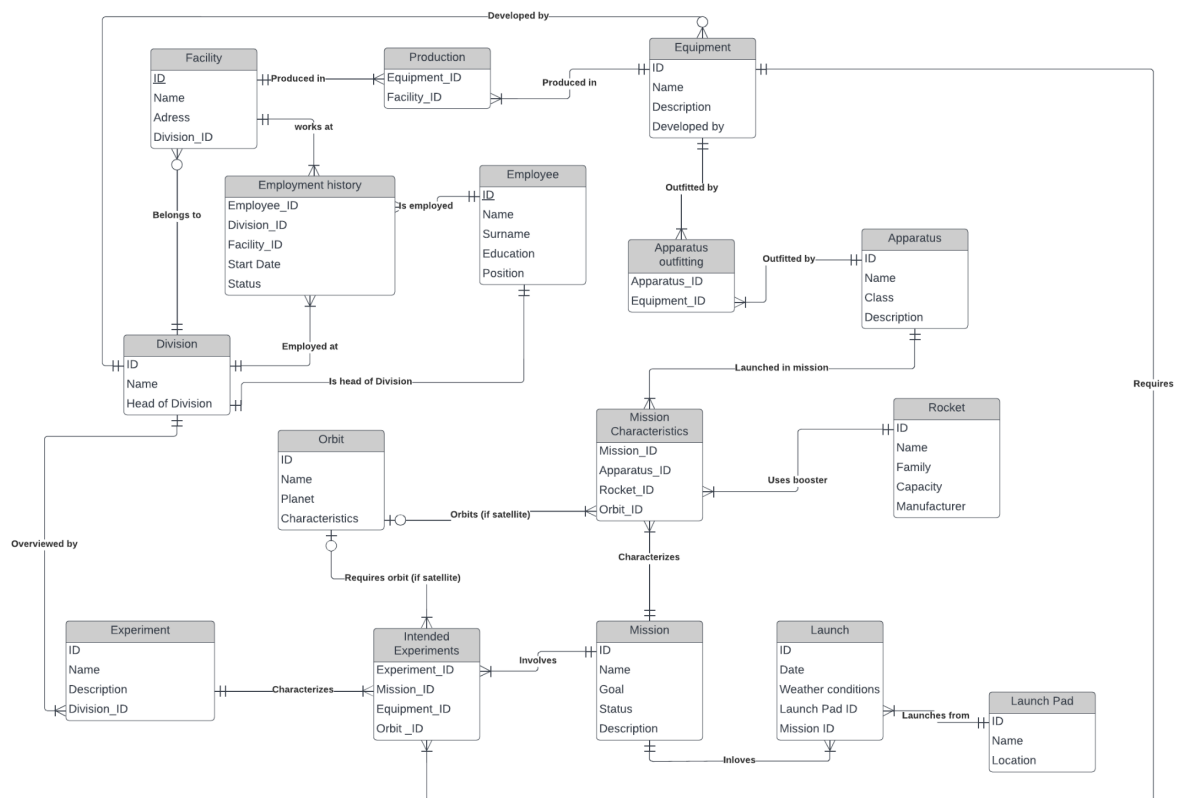 Developed by
Facility
ID
Name
Adress
Division_ID
Produced in
Production
Equipment_ID
Facility_ID
Produced in
Equipment
ID
Name
Description
Developed by
works at
Employment history
Employee_ID
Division_ID
Facility_ID
Start Date
Status
Is employed
Employee
ID
Name
Surname
Education
Position
Belongs to
Outfitted by
Apparatus
outfitting
Apparatus_ID
Equipment_ID
Outfitted by
Apparatus
ID
Name
Class
Description
Division
ID
Name
Head of Division
Employed at
Is head of Division
Launched in mission
Requires
Orbit
ID
Name
Planet
Characteristics
Orbits (if satellite)
Mission
Characteristics
Mission_ID
Apparatus_ID
Rocket_ID
Orbit_ID
Uses booster
Rocket
ID
Name
Family
Capacity
Manufacturer
Overviewed by
Requires orbit (if satellite)
Characterizes
Experiment
ID
Name
Description
Division_ID
Characterizes
Intended
Experiments
Experiment_ID
Mission_ID
Equipment_ID
Orbit _ID
Involves
Mission
ID
Name
Goal
Status
Description
Inloves
Launch
ID
Date
Weather conditions
Launch Pad ID
Mission ID
Launches from
Launch Pad
ID
Name
Location